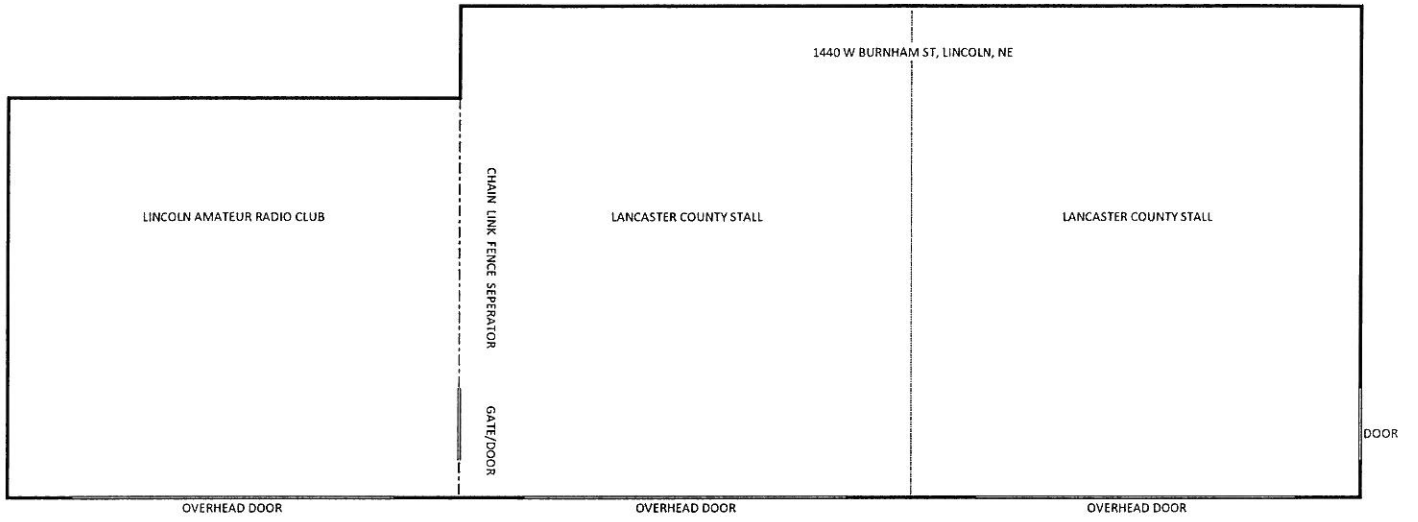 1440 W BURNHAM ST, LINCOLN, NE
LINCOLN AMATEUR RADIO CLUB
CHAIN LINK FENCE SEPERATOR
LANCASTER COUNTY STALL
LANCASTER COUNTY STALL
GATE/DOOR
DOOR
OVERHEAD DOOR
OVERHEAD DOOR
OVERHEAD DOOR